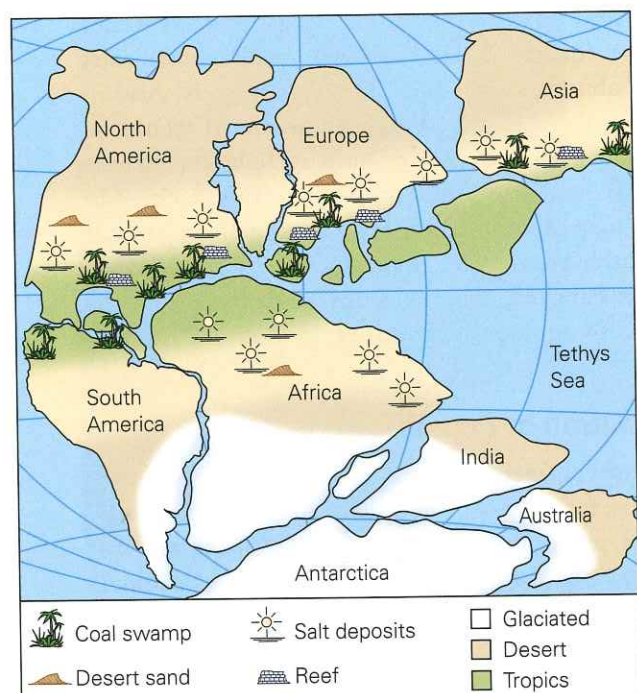 North
America
Europe
Asia
Tethys
Sea
South
America
Africa
India
Australia
Antarctica
Coal swamp
Salt deposits
Glaciated
Desert
Desert sand
Reef
Tropics